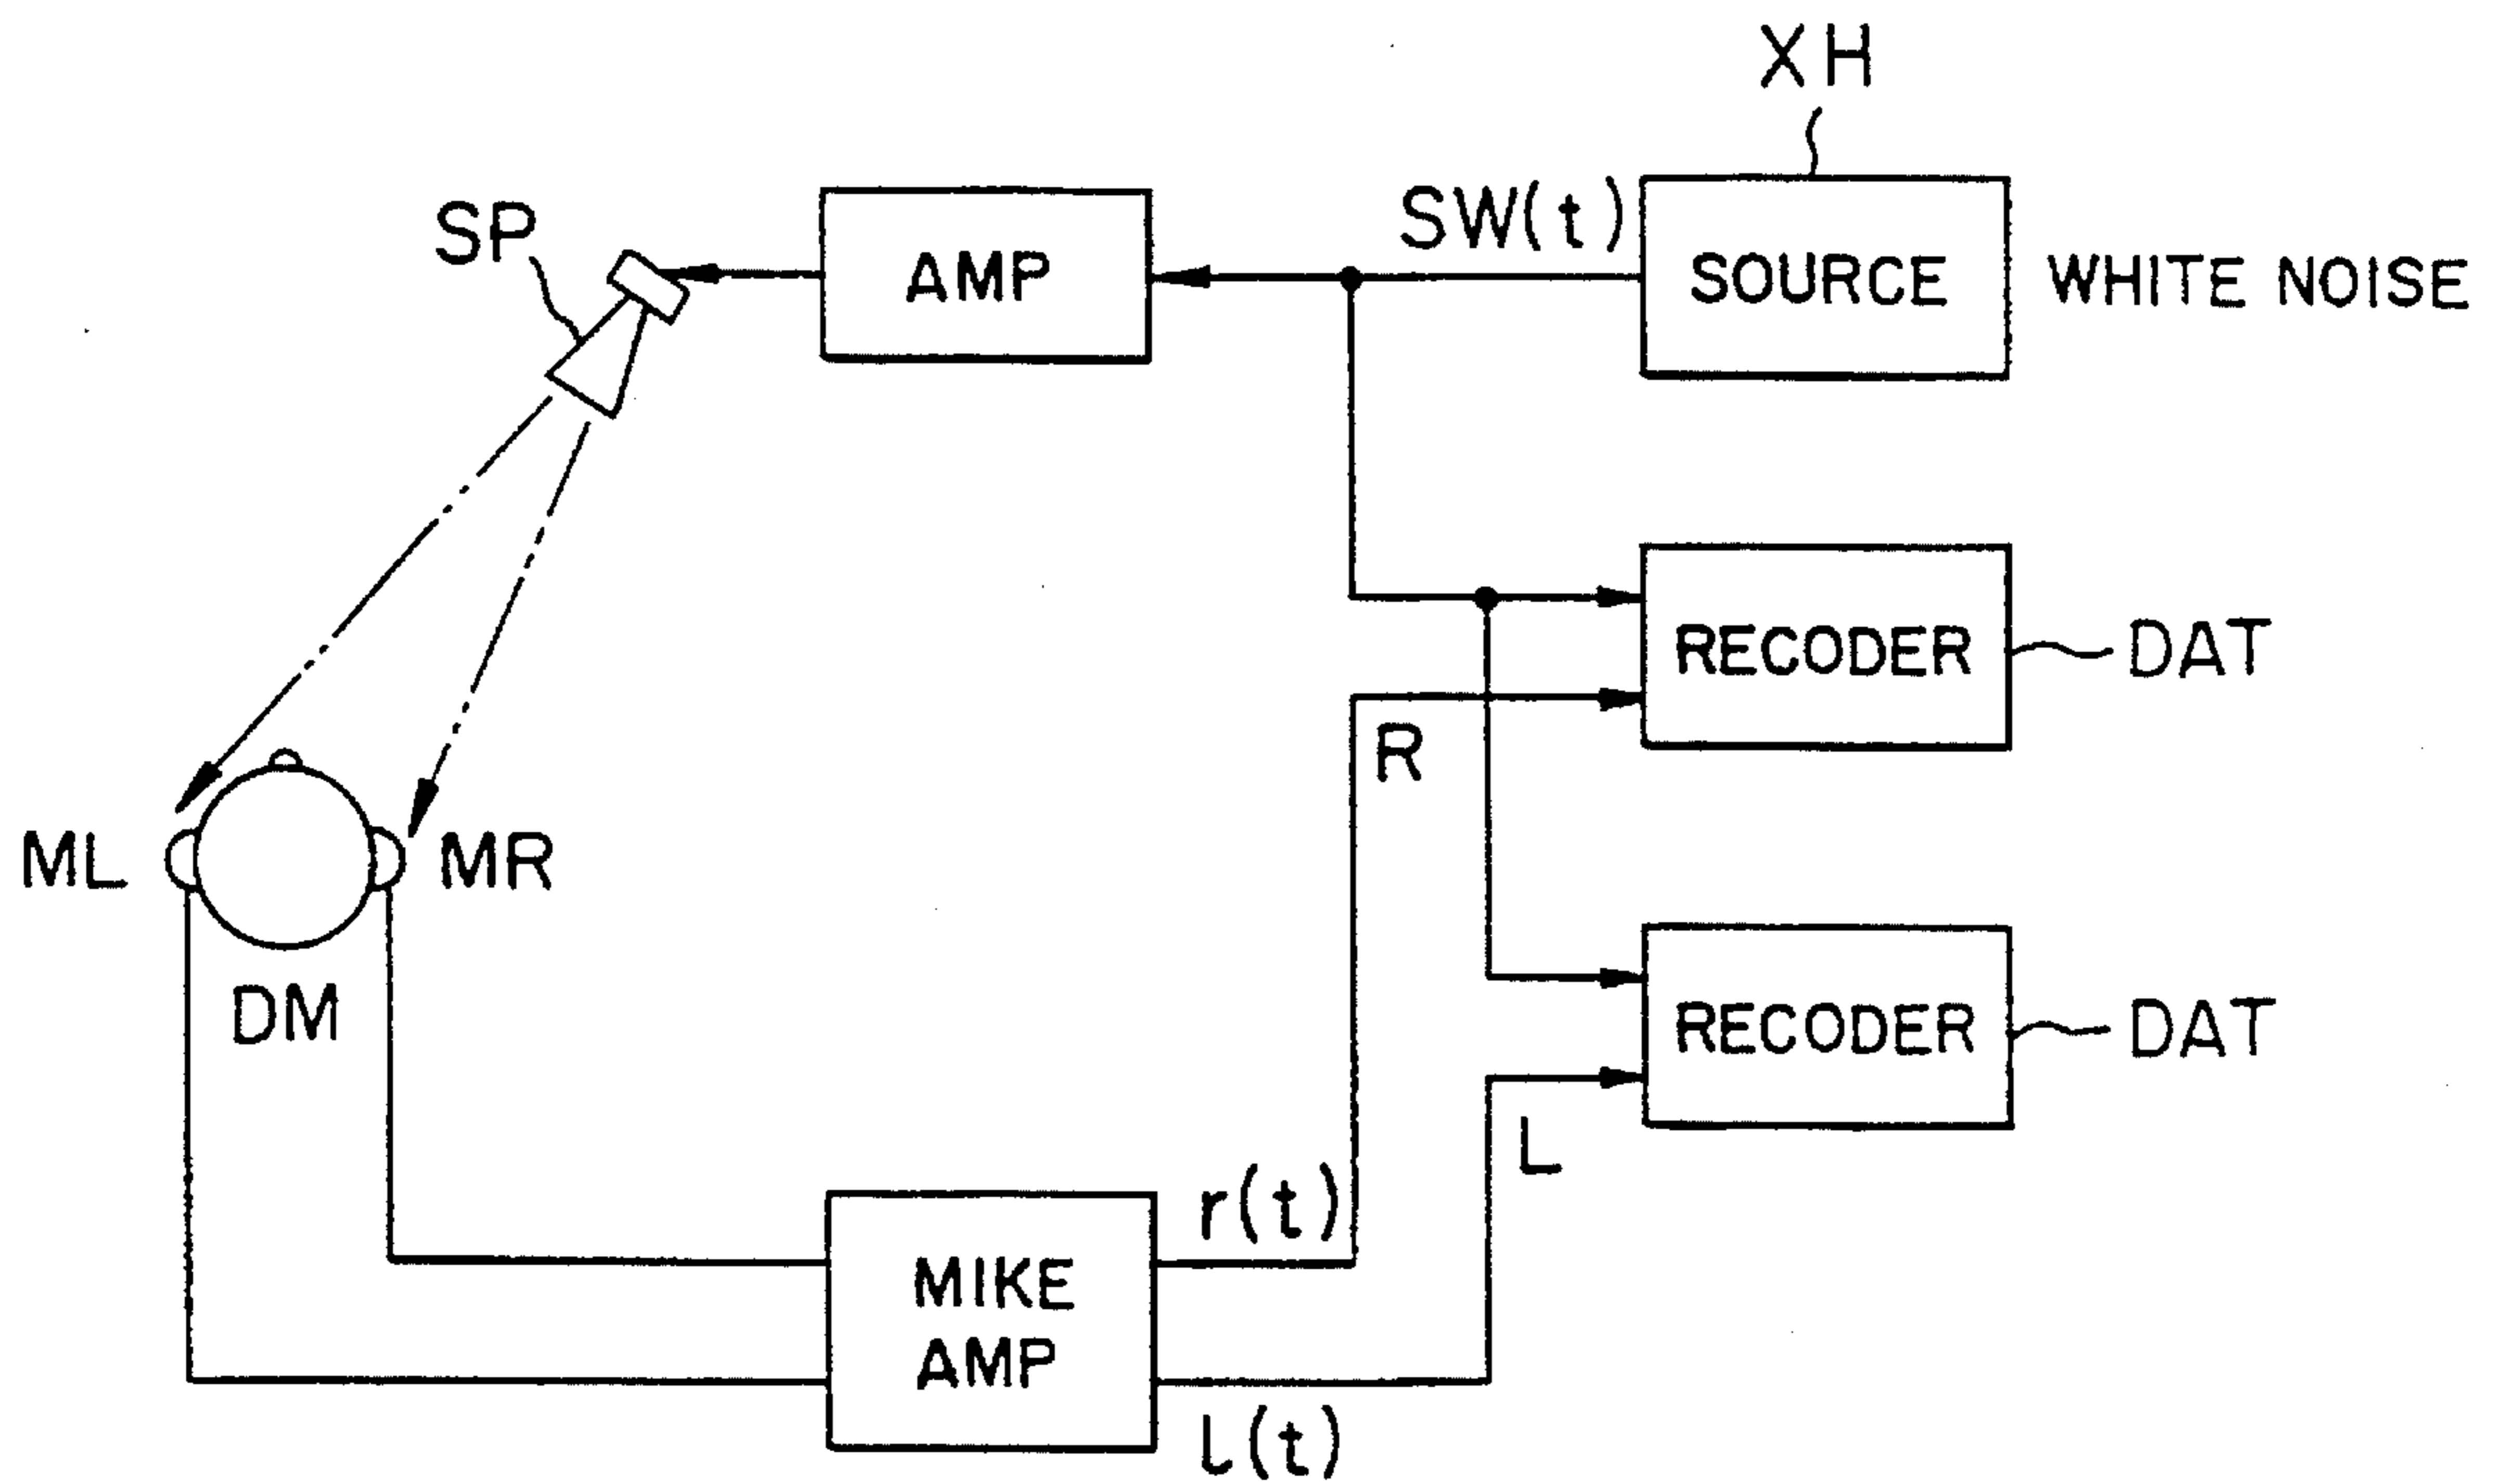 XH
SP
AMP
SW(t)
SOURCE
WHITE NOISE
RECODER
DAT
R
ML
MR
DM
RECODER
DAT
L
r(t)
MIKE
AMP
l(t)